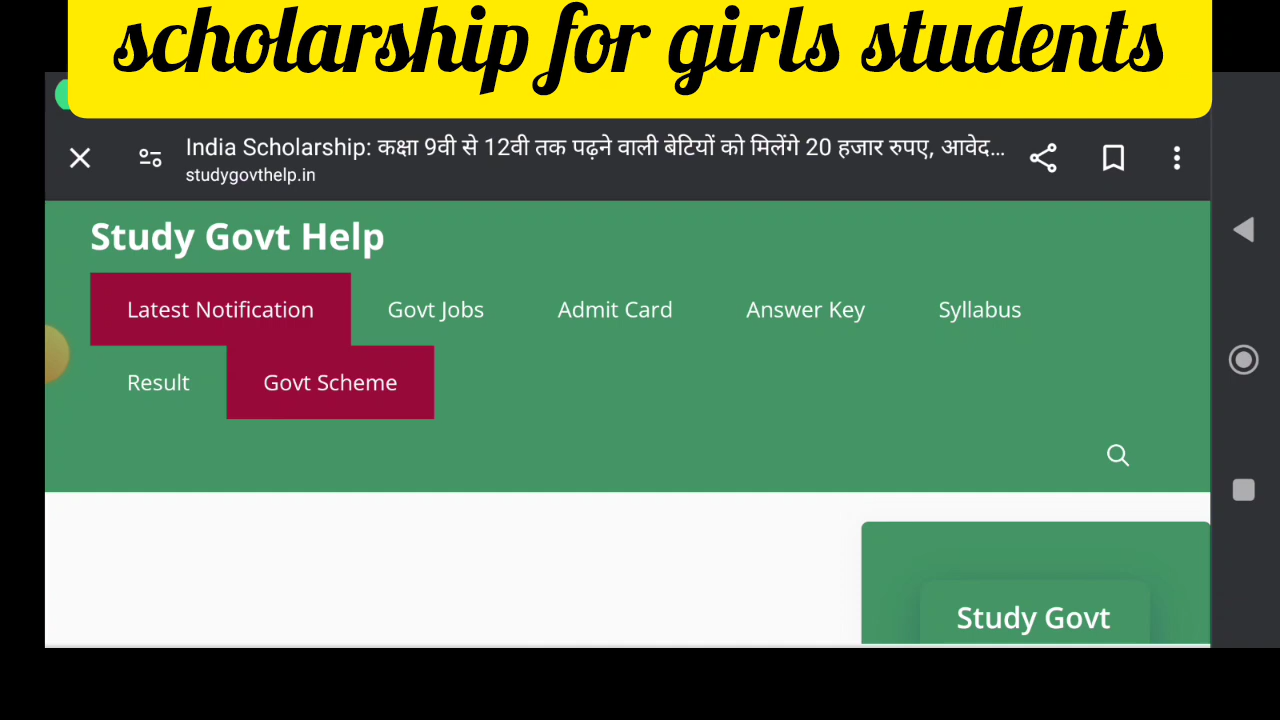 scholarship for girls students
India Scholarship: कक्षा 9वी से 12वी तक पढ़ने वाली बेटियों को मिलेंगे 20 हजार रुपए, आवेद...
studygovthelp.in
Study Govt Help
Latest Notification Govt Jobs Admit Card Answer Key Syllabus
Result Govt Scheme
Study Govt